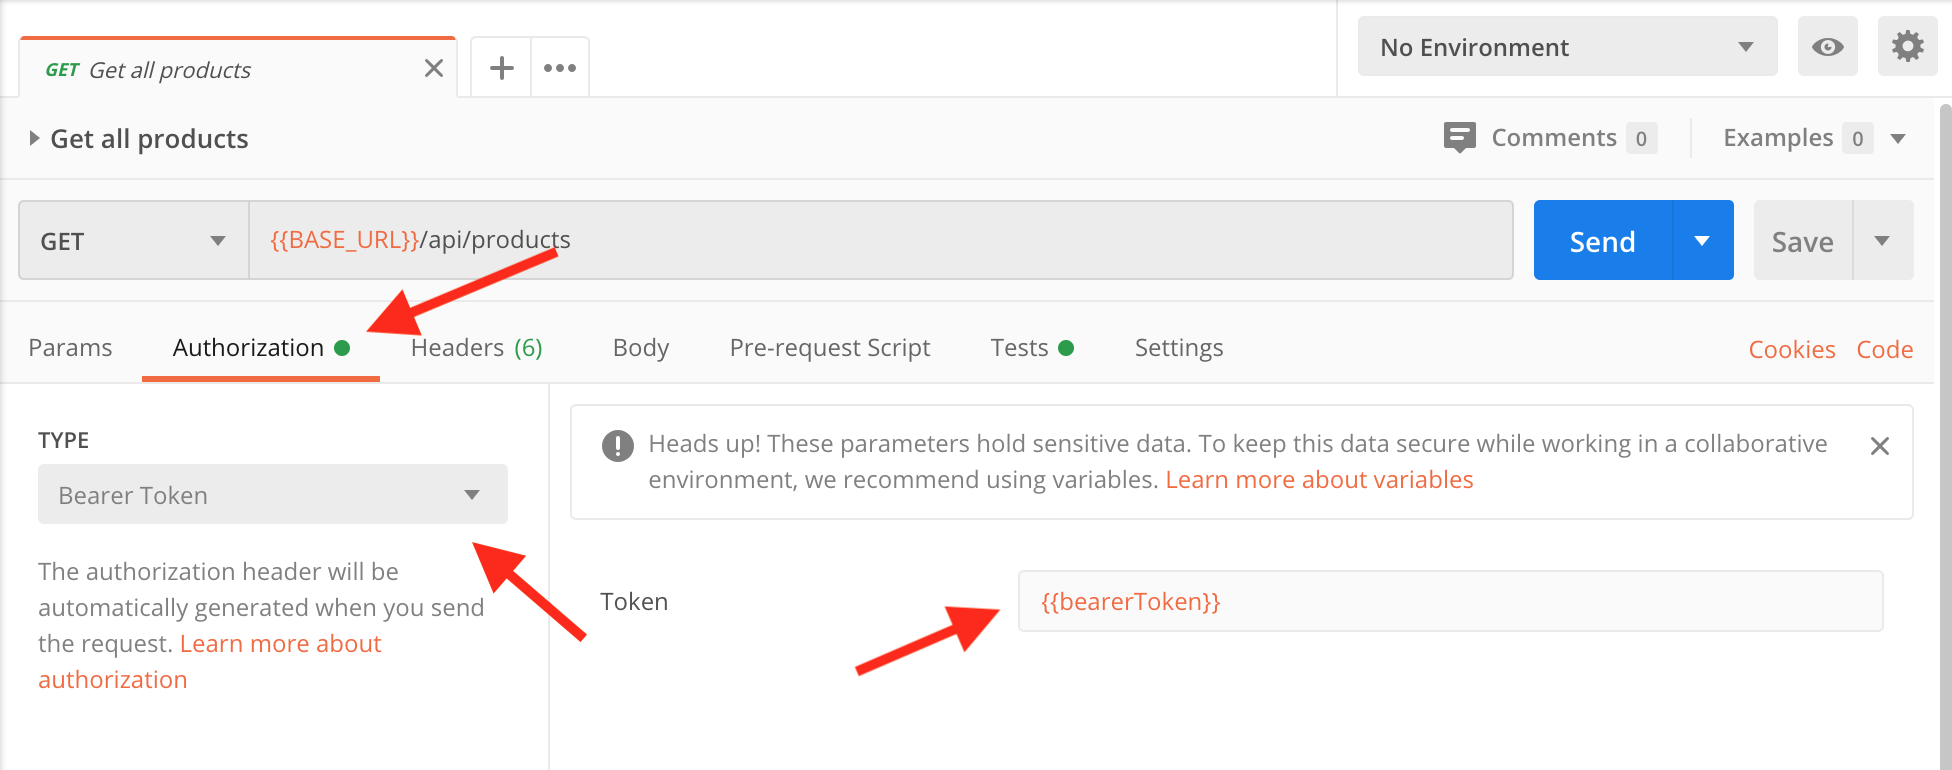 GET Get all products
No Environment
Get all products
Comments 0
Examples 0
GET
{{BASE_URL}}/api/products
Send
Save
Params
Authorization
Headers (6)
Body
Pre-request Script
Tests
Settings
Cookies
Code
TYPE
Bearer Token
The authorization header will be
automatically generated when you send
the request. Learn more about
authorization
Heads up! These parameters hold sensitive data. To keep this data secure while working in a collaborative
environment, we recommend using variables. Learn more about variables
Token
{{bearerToken}}